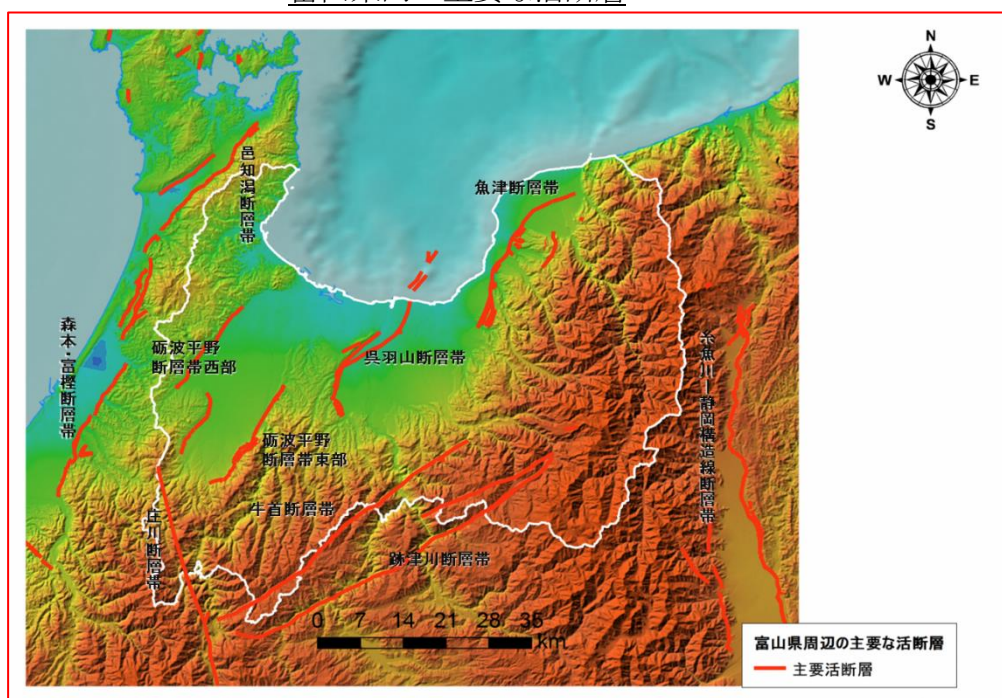 N
W
E
S
邑知潟断層帯
魚津断層帯
森本・富樫断層帯
砺波平野
断層帯西部
呉羽山断層帯
糸魚川ー静岡構造線断層帯
砺波平野
断層帯東部
牛首断層帯
庄川断層帯
跡津川断層帯
0 7 14 21 28 35
km
富山県周辺の主要な活断層
主要活断層